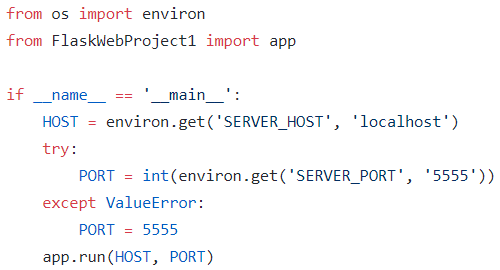 from os import environ
from FlaskWebProject1 import app
if __name__ == '__main__':
    HOST = environ.get('SERVER_HOST', 'localhost')
    try:
        PORT = int(environ.get('SERVER_PORT', '5555'))
    except ValueError:
        PORT = 5555
    app.run(HOST, PORT)